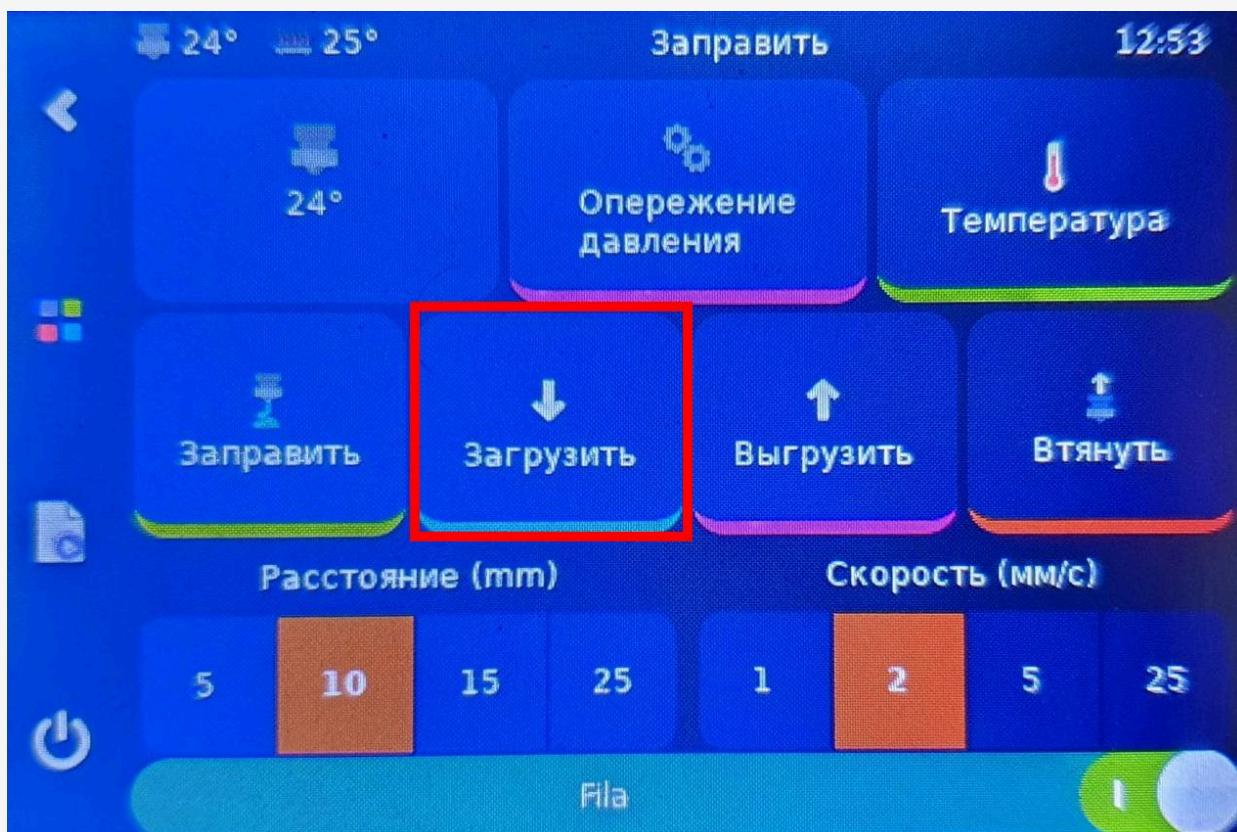 24° 25° Заправить 12:53
24°
Опережение
давления
Температура
Заправить Загрузить Выгрузить Втянуть
Расстояние (mm) Скорость (мм/с)
5 10 15 25 1 2 5 25
Fila